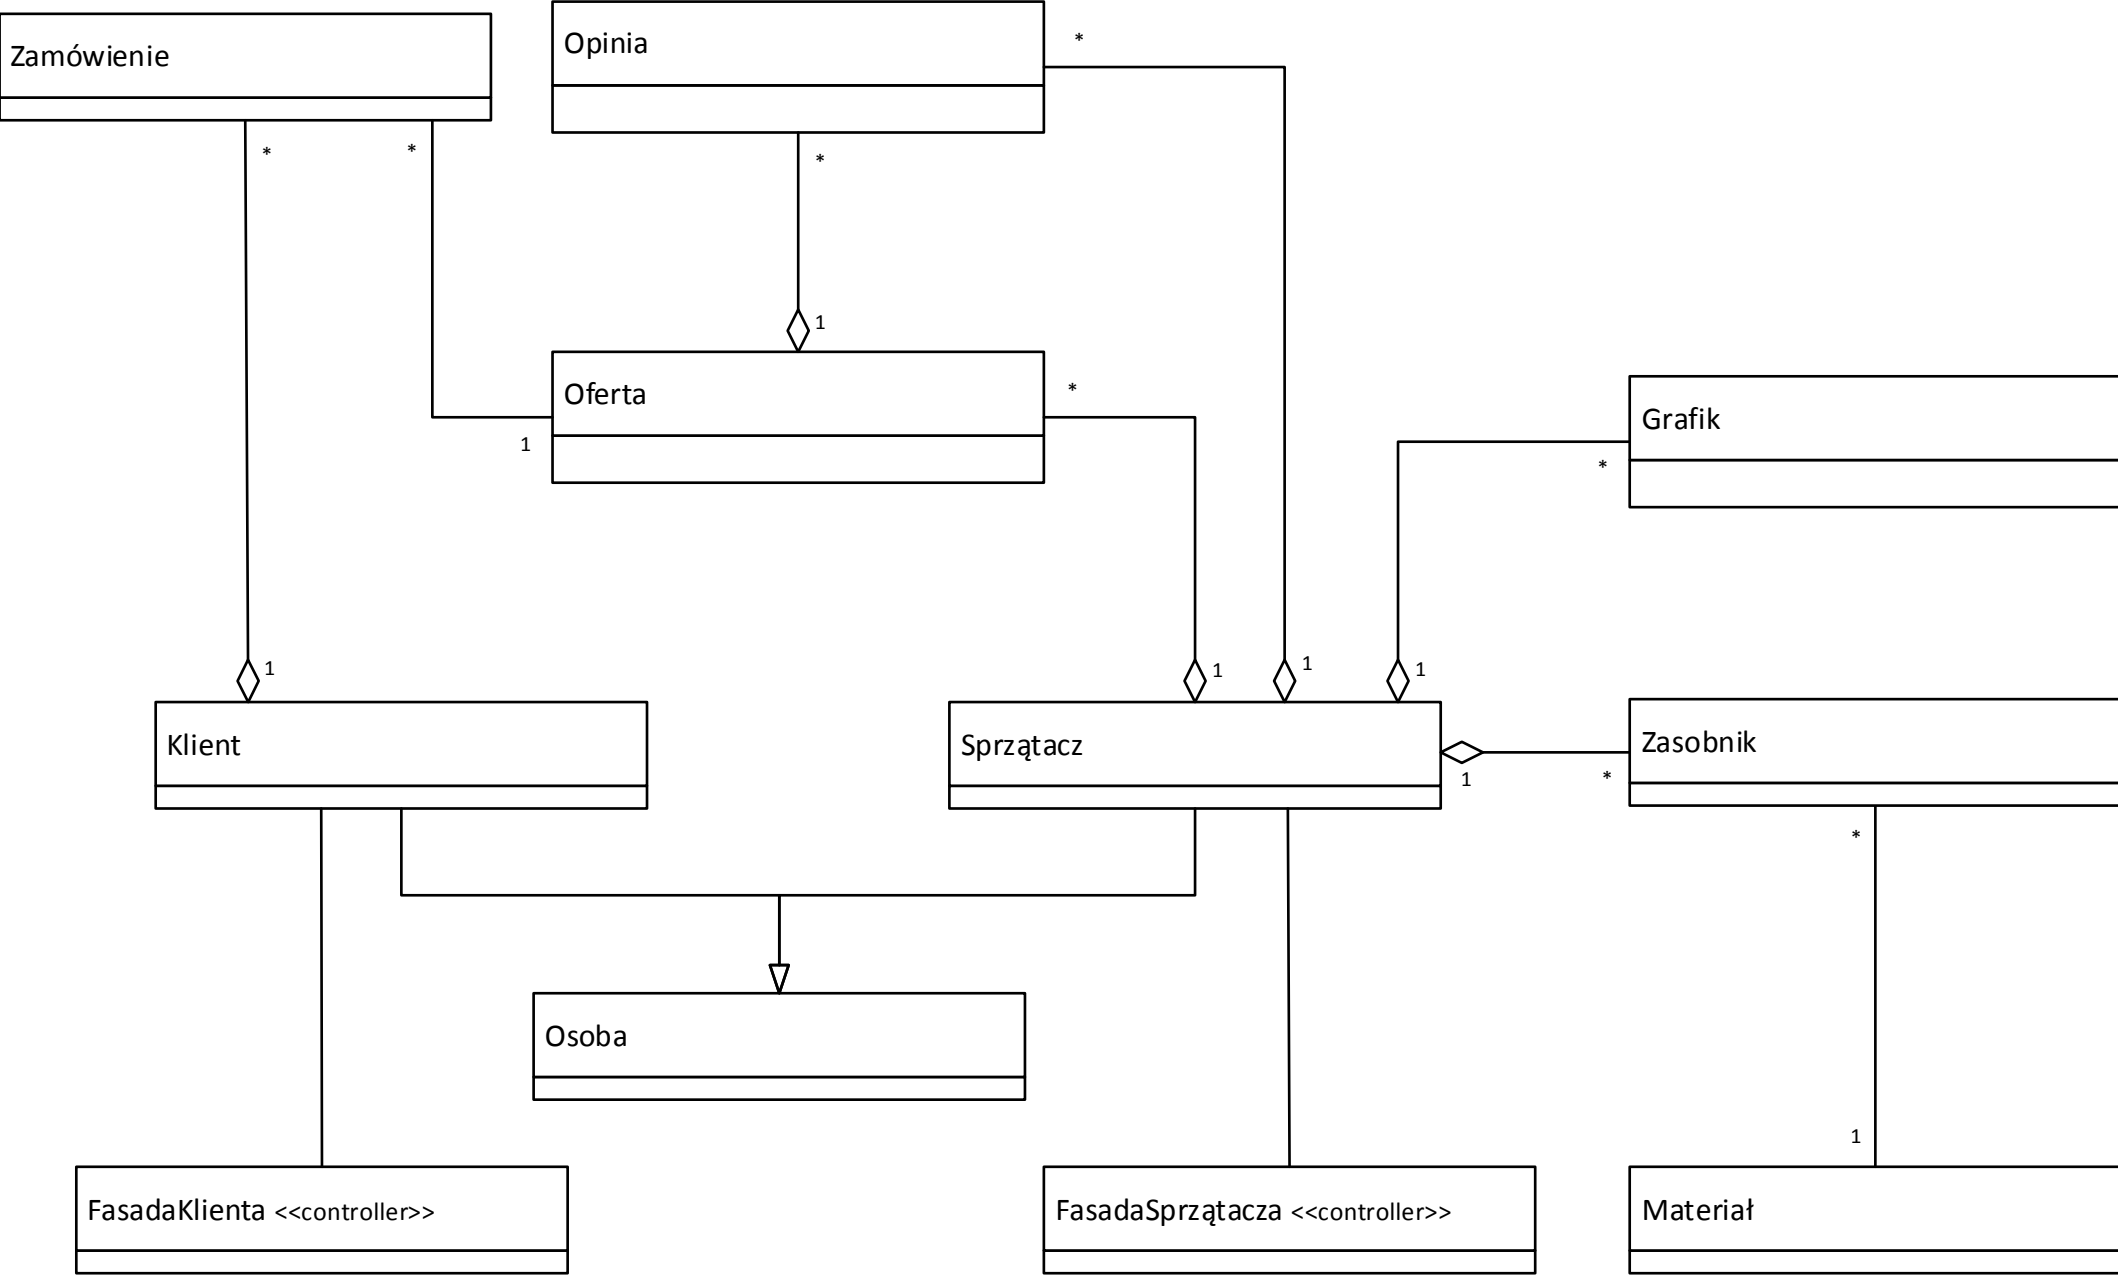 Zamówienie
Opinia
*
*
*
*
1
Oferta
*
1
Grafik
*
1
1
1
1
Klient
Sprzątacz
1
*
Zasobnik
*
Osoba
1
FasadaKlienta <<controller>>
FasadaSprzątacza <<controller>>
Materiał